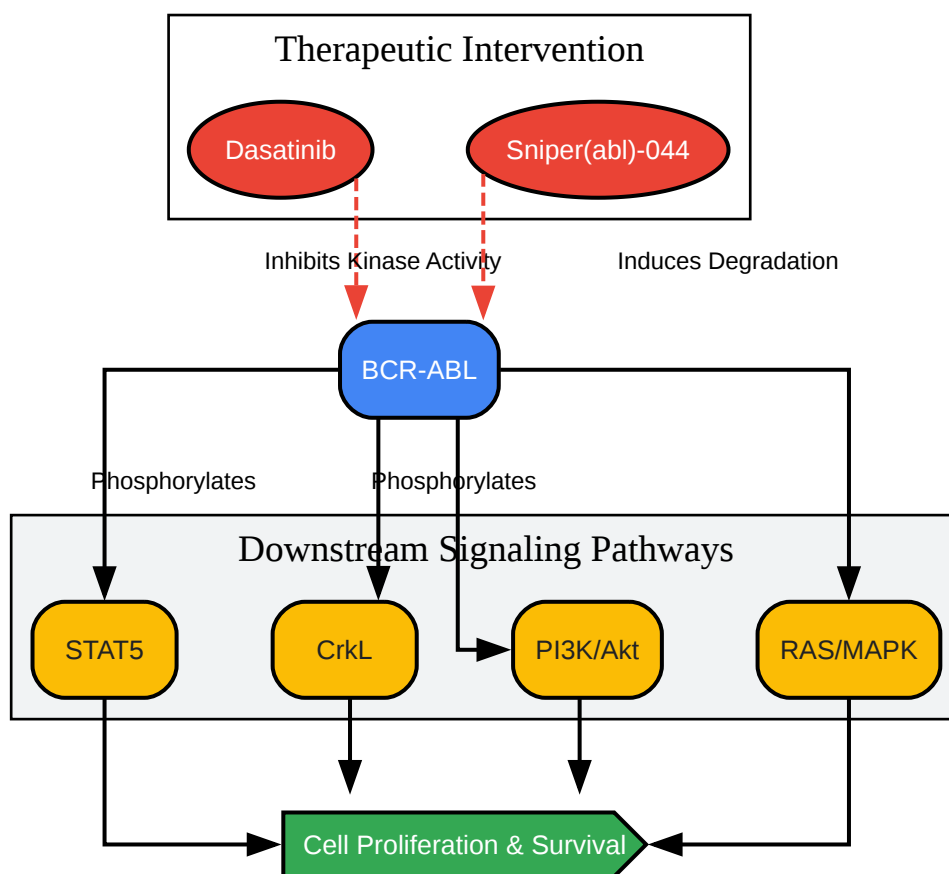 Therapeutic Intervention
Dasatinib
Sniper(abl)-044
Inhibits Kinase Activity
Induces Degradation
BCR-ABL
Phosphorylates
Phosphorylates
Downstream Signaling Pathways
STAT5
CrkL
PI3K/Akt
RAS/MAPK
Cell Proliferation & Survival